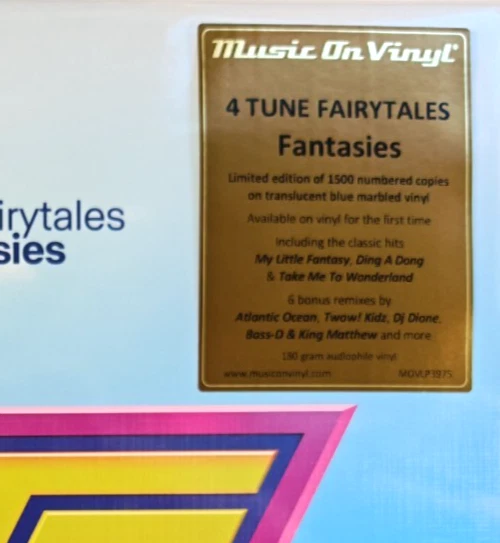 Music On Vinyl
4 TUNE FAIRYTALES
Fantasies
Limited edition of 1500 numbered copies
on translucent blue marbled vinyl
Available on vinyl for the first time
Including the classic hits
My Little Fantasy, Ding A Dong
& Take Me To Wonderland
6 bonus remixes by
Atlantic Ocean, Twow! Kidz, Dj Dione,
Bass-D & King Matthew and more
180 gram audiophile vinyl
www.musiconvinyl.com MOVLP3975
irytales
sies